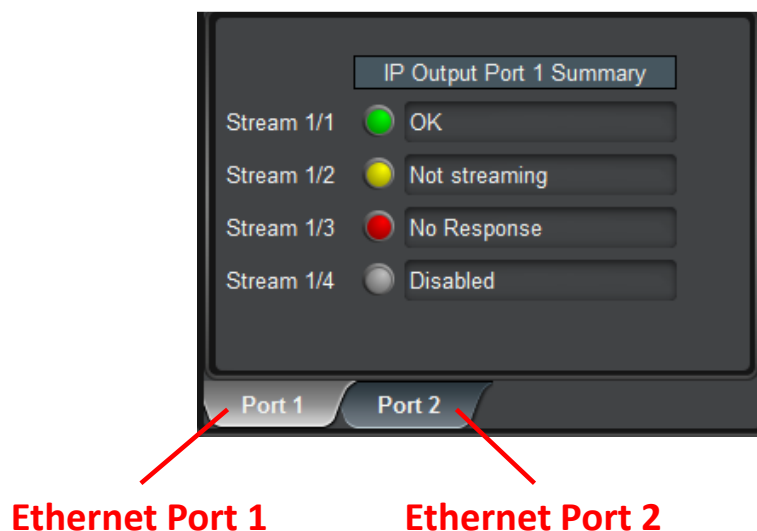 IP Output Port 1 Summary
Stream 1/1 OK
Stream 1/2 Not streaming
Stream 1/3 No Response
Stream 1/4 Disabled
Port 1 Port 2
Ethernet Port 1 Ethernet Port 2